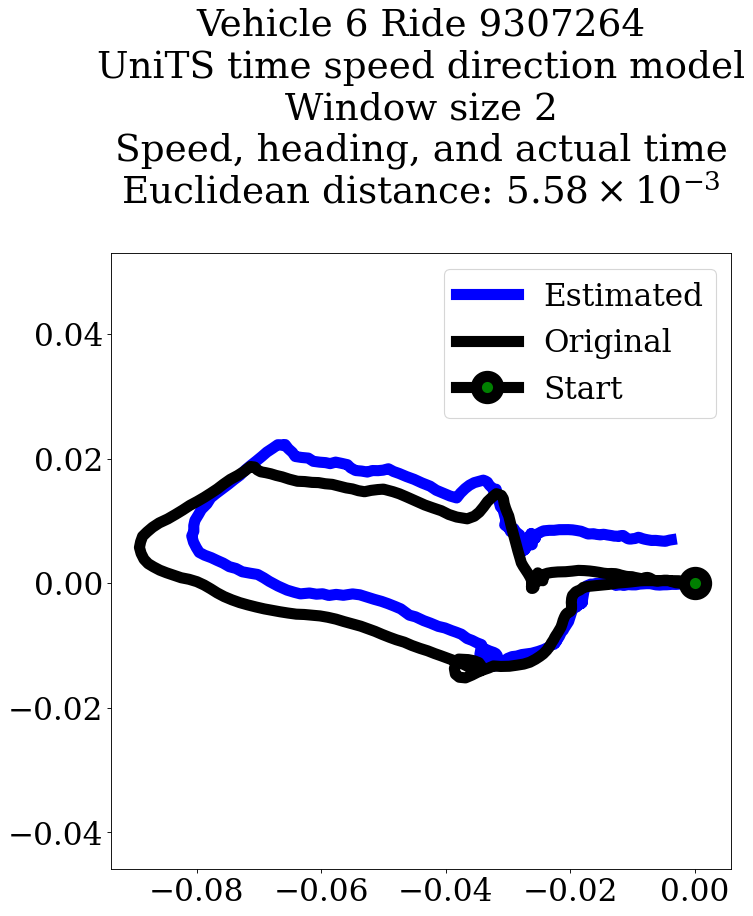 Vehicle 6 Ride 9307264
UniTS time speed direction model
Window size 2
Speed, heading, and actual time
Euclidean distance: 5.58 × 10⁻³
Estimated
Original
Start
0.04
0.02
0.00
−0.02
−0.04
−0.08
−0.06
−0.04
−0.02
0.00